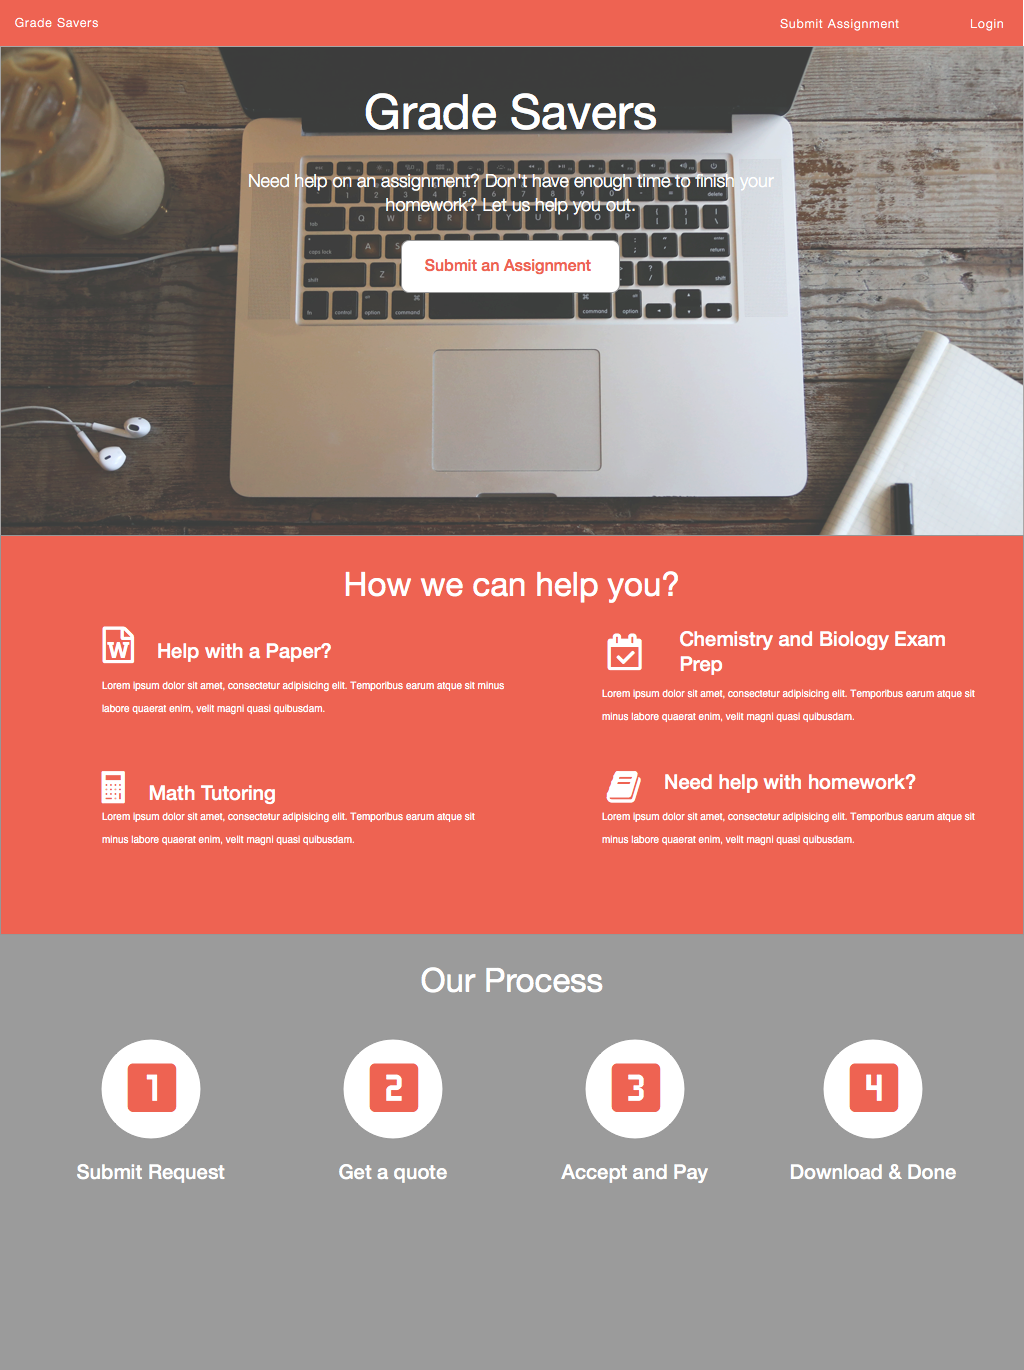 Grade Savers
Submit Assignment
Login
Grade Savers
Need help on an assignment? Don't have enough time to finish your
homework? Let us help you out.
Submit an Assignment
How we can help you?
Help with a Paper?
Lorem ipsum dolor sit amet, consectetur adipisicing elit. Temporibus earum atque sit minus
labore quaerat enim, velit magni quasi quibusdam.
Chemistry and Biology Exam
Prep
Lorem ipsum dolor sit amet, consectetur adipisicing elit. Temporibus earum atque sit
minus labore quaerat enim, velit magni quasi quibusdam.
Math Tutoring
Lorem ipsum dolor sit amet, consectetur adipisicing elit. Temporibus earum atque sit
minus labore quaerat enim, velit magni quasi quibusdam.
Need help with homework?
Lorem ipsum dolor sit amet, consectetur adipisicing elit. Temporibus earum atque sit
minus labore quaerat enim, velit magni quasi quibusdam.
Our Process
1
2
3
4
Submit Request
Get a quote
Accept and Pay
Download & Done